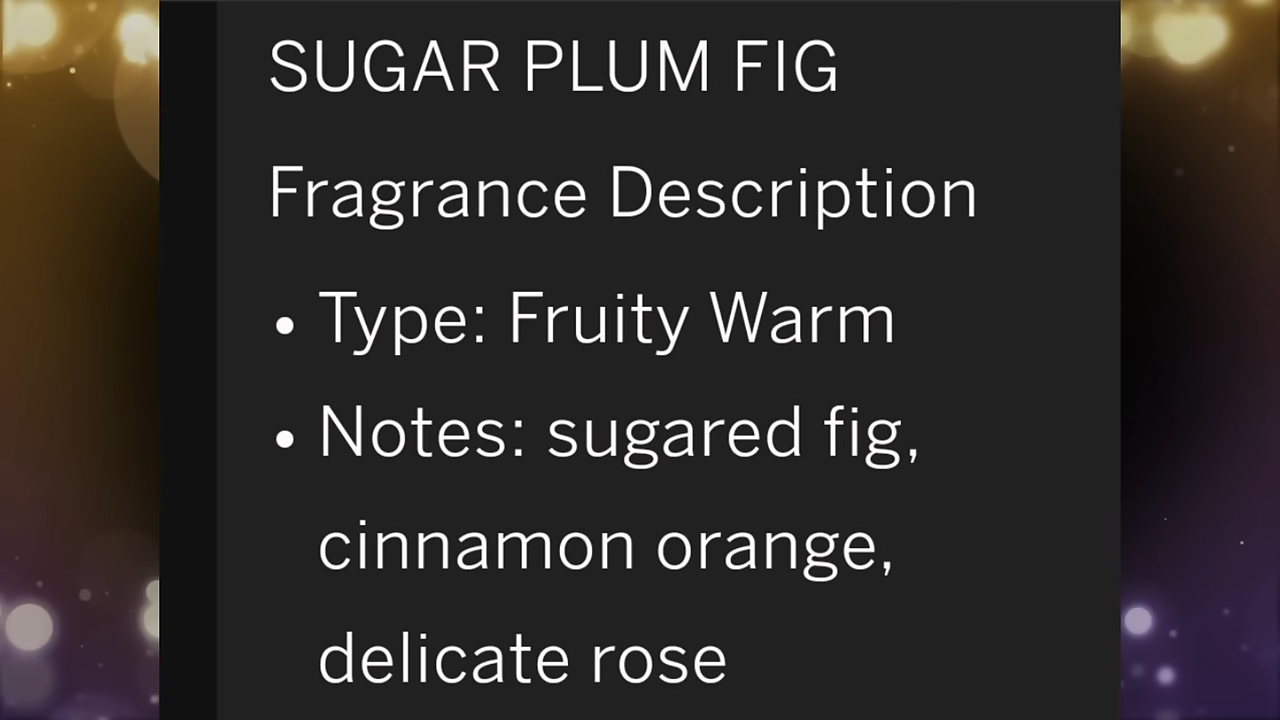 SUGAR PLUM FIG
Fragrance Description
• Type: Fruity Warm
• Notes: sugared fig,
cinnamon orange,
delicate rose